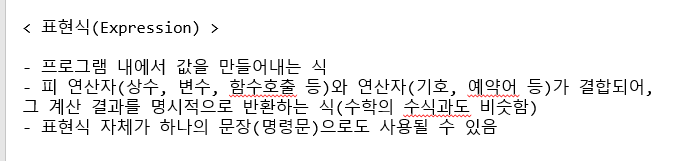 < 표현식(Expression) >
- 프로그램 내에서 값을 만들어내는 식
- 피 연산자(상수, 변수, 함수호출 등)와 연산자(기호, 예약어 등)가 결합되어,
그 계산 결과를 명시적으로 반환하는 식(수학의 수식과도 비슷함)
- 표현식 자체가 하나의 문장(명령문)으로도 사용될 수 있음